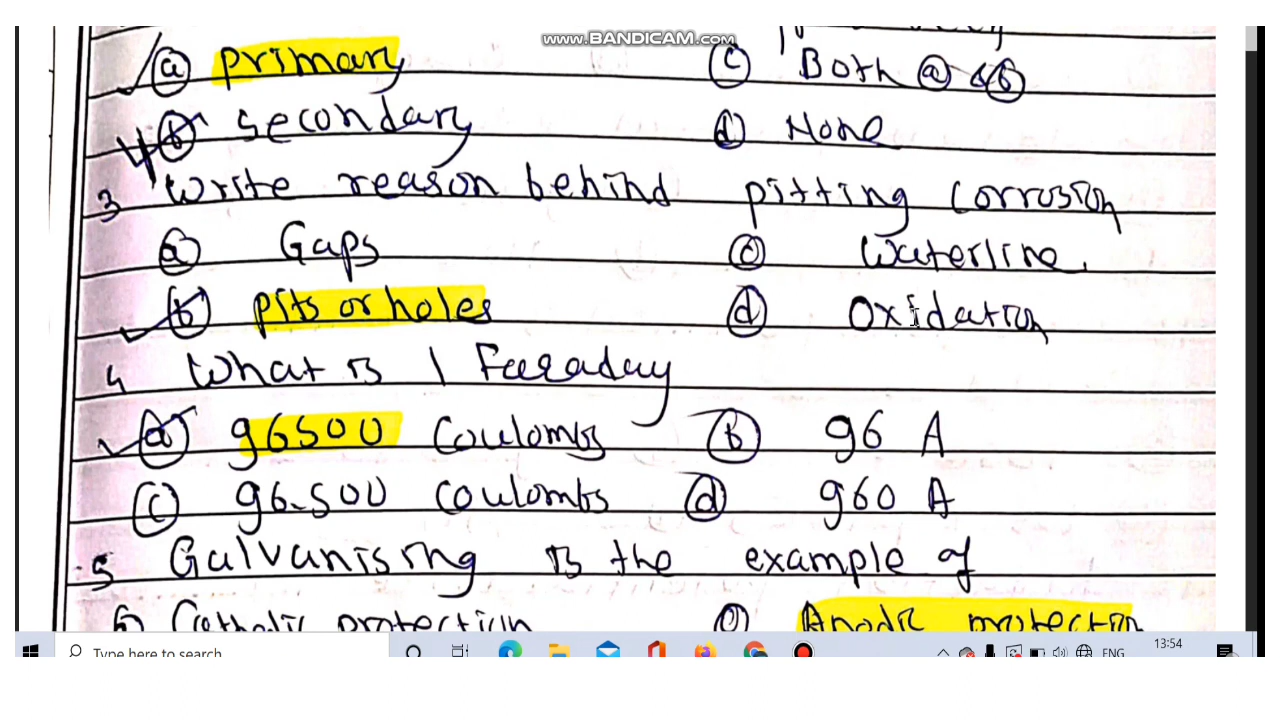 www.BANDICAM.com
(a) primary (c) Both (a) & (b)
(b) secondary (d) None
3 Write reason behind pitting corrosion
(a) Gaps (c) Waterline.
(b) pits or holes (d) Oxidation
4 What is 1 Faraday
(a) 96500 Coulombs (b) 96 A
(c) 96.500 Coulombs (d) 960 A
5 Galvanising is the example of
Cathodic protection Anodic protection
Type here to search ENG 13:54